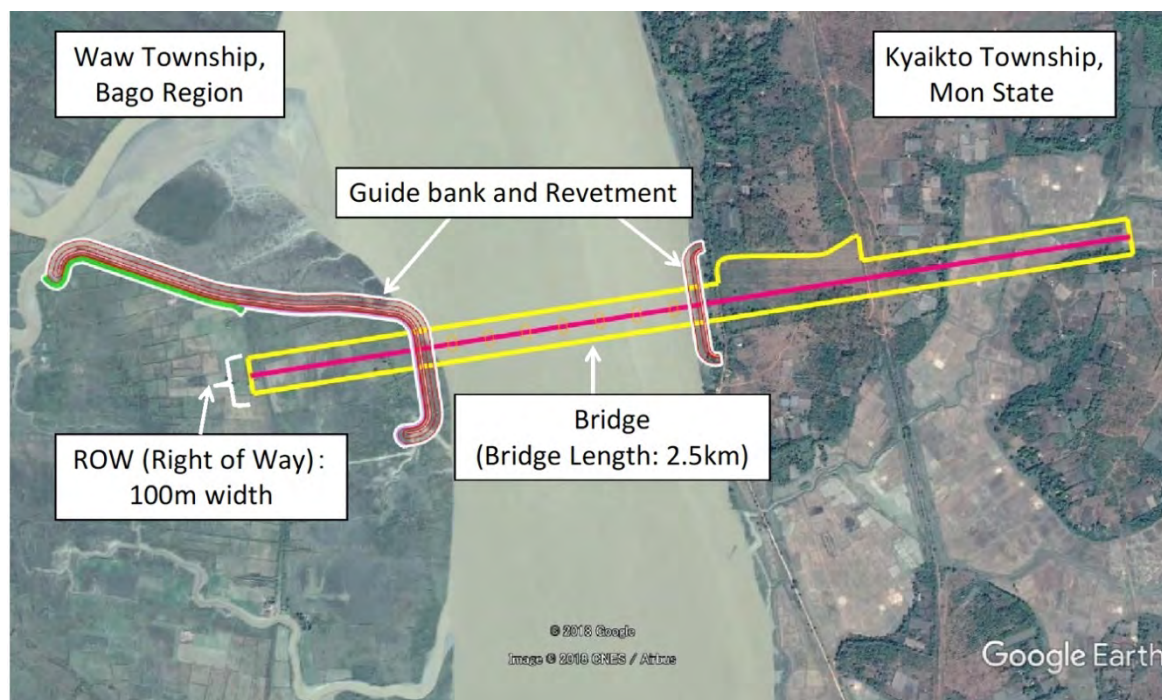 Waw Township,
Bago Region
Kyaikto Township,
Mon State
Guide bank and Revetment
ROW (Right of Way):
100m width
Bridge
(Bridge Length: 2.5km)
© 2018 Google
Image © 2018 CNES / Airbus
Google Earth